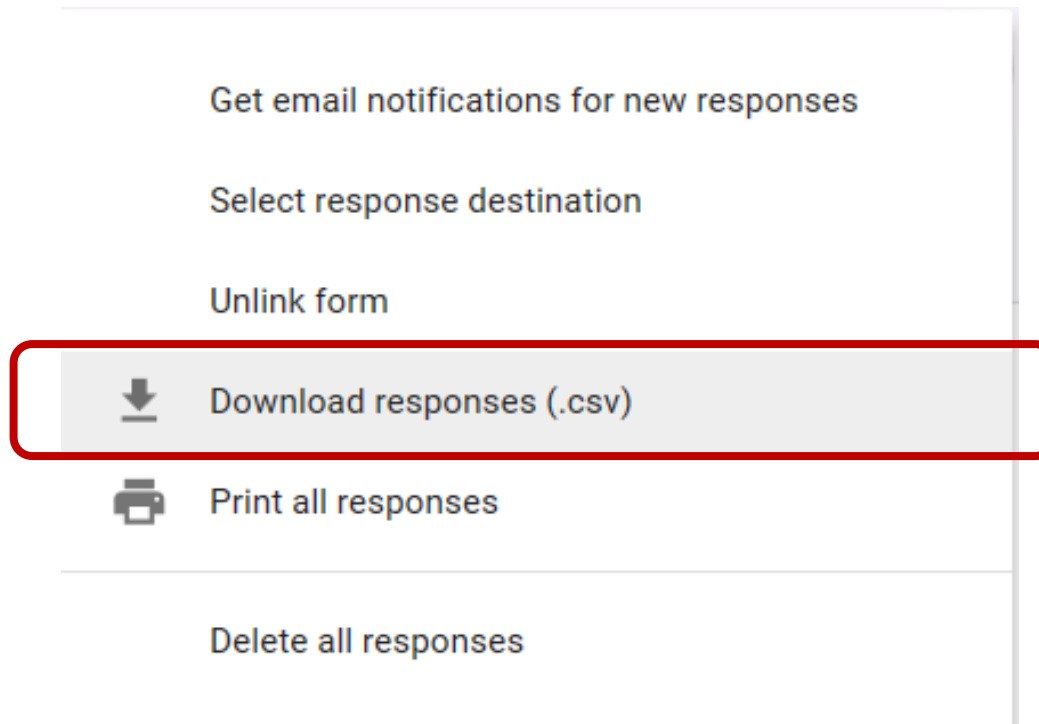 Get email notifications for new responses
Select response destination
Unlink form
Download responses (.csv)
Print all responses
Delete all responses